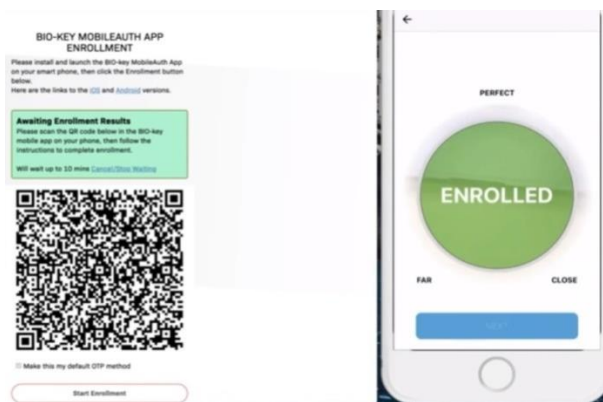 BIO-KEY MOBILEAUTH APP
ENROLLMENT
Please install and launch the BIO-key MobileAuth App
on your smart phone, then click the Enrollment button
below.
Here are the links to the iOS and Android versions.
Awaiting Enrollment Results
Please scan the QR code below in the BIO-key
mobile app on your phone, then follow the
instructions to complete enrollment.
Will wait up to 10 mins Cancel/Stop Waiting
Make this my default OTP method
Start Enrollment
PERFECT
ENROLLED
FAR
CLOSE
NEXT